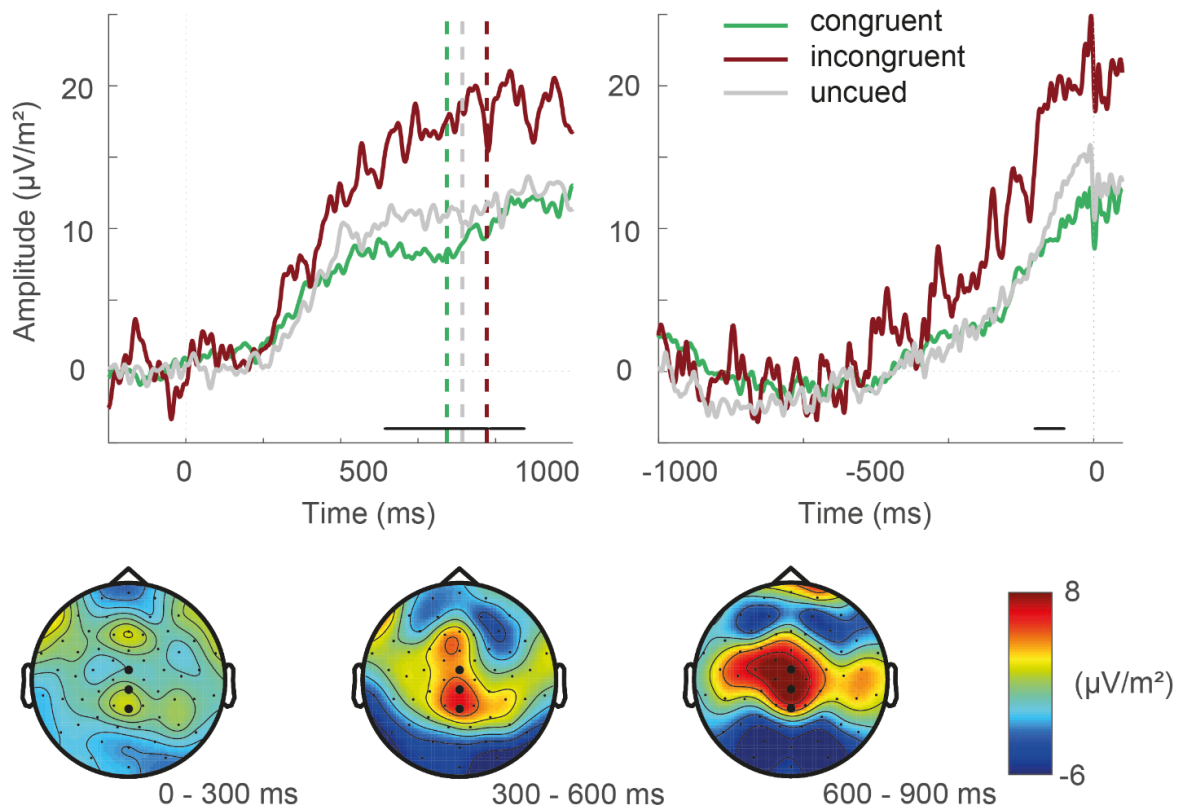 congruent
incongruent
uncued
Amplitude (µV/m²)
20
10
0
0
500
1000
Time (ms)
20
10
0
-1000
-500
0
Time (ms)
0 - 300 ms
300 - 600 ms
600 - 900 ms
8
(µV/m²)
-6